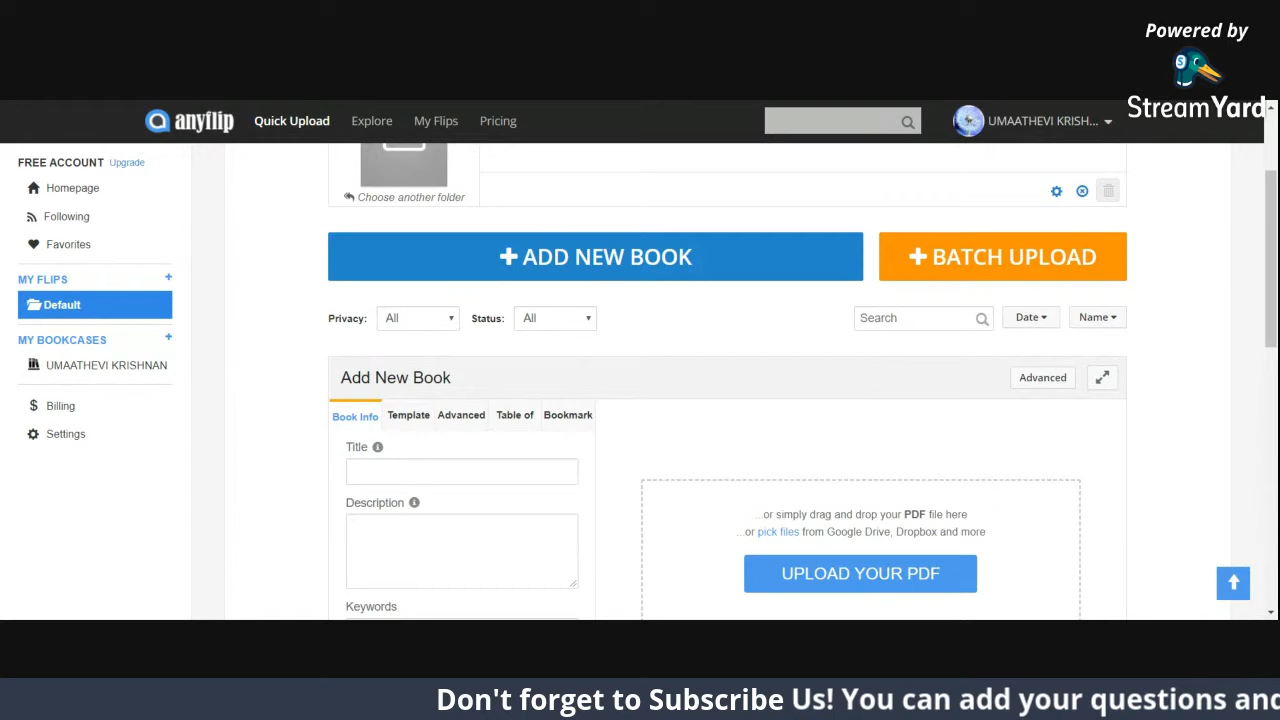 Powered by
StreamYard
anyflip Quick Upload Explore My Flips Pricing UMAATHEVI KRISH...
FREE ACCOUNT Upgrade
Homepage
Following
Favorites
MY FLIPS +
Default
MY BOOKCASES +
UMAATHEVI KRISHNAN
Billing
Settings
Choose another folder
+ ADD NEW BOOK + BATCH UPLOAD
Privacy: All Status: All Search Date Name
Add New Book Advanced
Book Info Template Advanced Table of Bookmark
Title
Description
Keywords
...or simply drag and drop your PDF file here
...or pick files from Google Drive, Dropbox and more
UPLOAD YOUR PDF
Don't forget to Subscribe Us! You can add your questions and